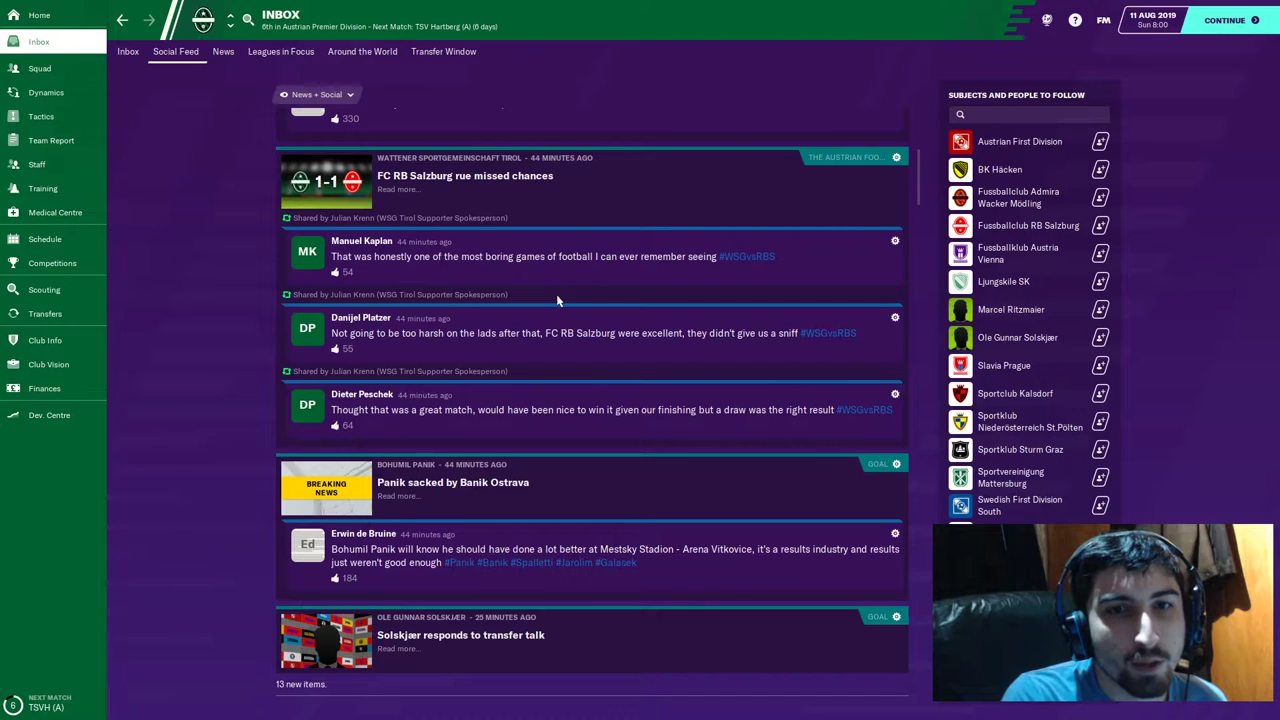 Home
INBOX
6th in Austrian Premier Division - Next Match: TSV Hartberg (A) (6 days)
FM
11 AUG 2019
Sun 8:00
CONTINUE
Inbox
Squad
Dynamics
Tactics
Team Report
Staff
Training
Medical Centre
Schedule
Competitions
Scouting
Transfers
Club Info
Club Vision
Finances
Dev. Centre
6
NEXT MATCH
TSVH (A)
Inbox
Social Feed
News
Leagues in Focus
Around the World
Transfer Window
News + Social
330
WATTENER SPORTGEMEINSCHAFT TIROL - 44 MINUTES AGO
THE AUSTRIAN FOO...
1-1
FC RB Salzburg rue missed chances
Read more...
Shared by Julian Krenn (WSG Tirol Supporter Spokesperson)
MK
Manuel Kaplan 44 minutes ago
That was honestly one of the most boring games of football I can ever remember seeing #WSGvsRBS
54
Shared by Julian Krenn (WSG Tirol Supporter Spokesperson)
DP
Danijel Platzer 44 minutes ago
Not going to be too harsh on the lads after that, FC RB Salzburg were excellent, they didn't give us a sniff #WSGvsRBS
55
Shared by Julian Krenn (WSG Tirol Supporter Spokesperson)
DP
Dieter Peschek 44 minutes ago
Thought that was a great match, would have been nice to win it given our finishing but a draw was the right result #WSGvsRBS
64
BOHUMIL PANIK - 44 MINUTES AGO
GOAL
BREAKING
NEWS
Panik sacked by Banik Ostrava
Read more...
Ed
Erwin de Bruine 44 minutes ago
Bohumil Panik will know he should have done a lot better at Mestsky Stadion - Arena Vitkovice, it's a results industry and results
just weren't good enough #Panik #Banik #Spalletti #Jarolim #Galasek
184
OLE GUNNAR SOLSKJÆR - 25 MINUTES AGO
GOAL
Solskjær responds to transfer talk
Read more...
13 new items.
SUBJECTS AND PEOPLE TO FOLLOW
Austrian First Division
BK Häcken
Fussballclub Admira
Wacker Mödling
Fussballclub RB Salzburg
Fussballklub Austria
Vienna
Ljungskile SK
Marcel Ritzmaier
Ole Gunnar Solskjær
Slavia Prague
Sportclub Kalsdorf
Sportklub
Niederösterreich St.Pölten
Sportklub Sturm Graz
Sportvereinigung
Mattersburg
Swedish First Division
South